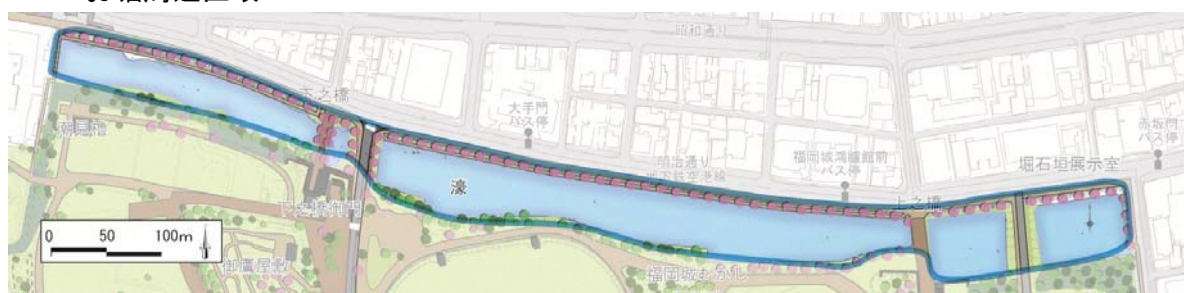 昭和通り
下之橋
大手門
バス停
赤坂門
バス停
潮見櫓
明治通り
地下鉄空港線
福岡城鴻臚館前
バス停
堀石垣展示室
濠
上之橋
下之橋御門
0 50 100m
御鷹屋敷
福岡城むかし